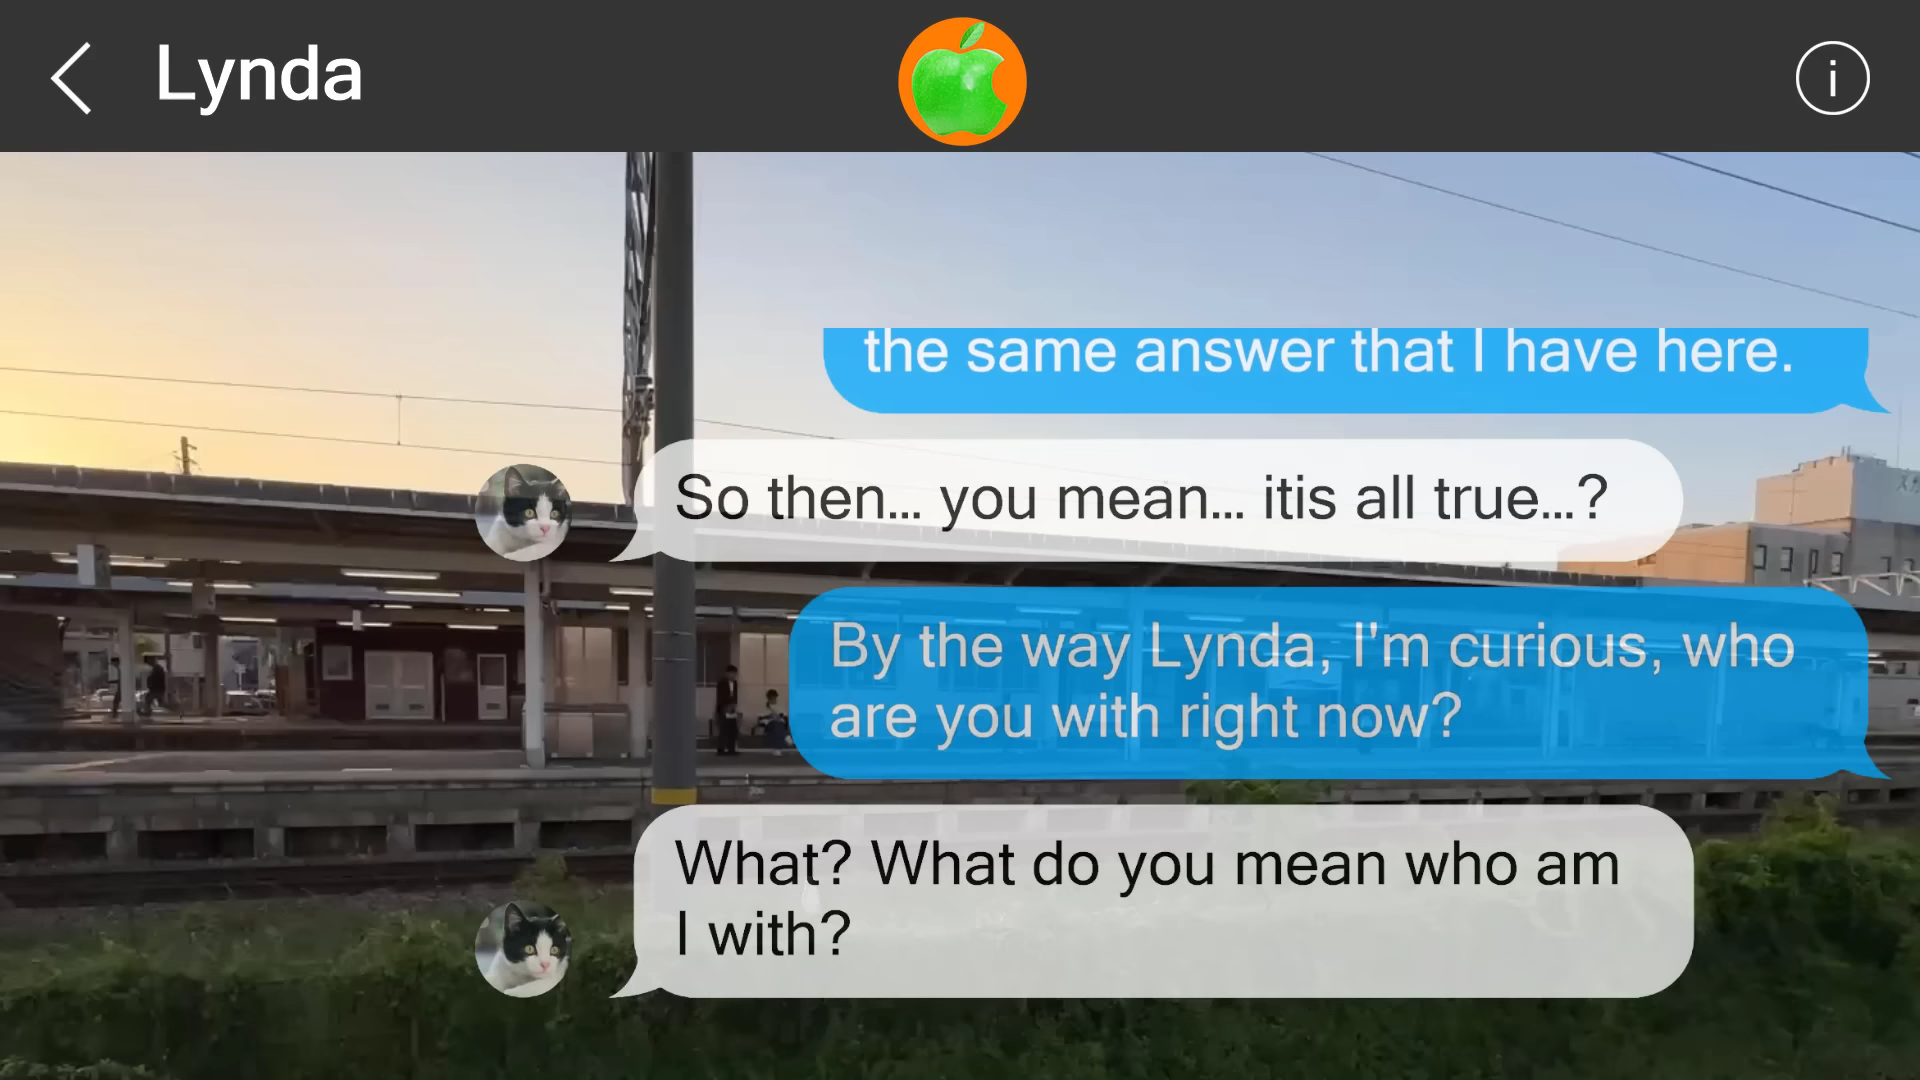 Lynda
the same answer that I have here.
So then... you mean... itis all true...?
By the way Lynda, I'm curious, who
are you with right now?
What? What do you mean who am
I with?